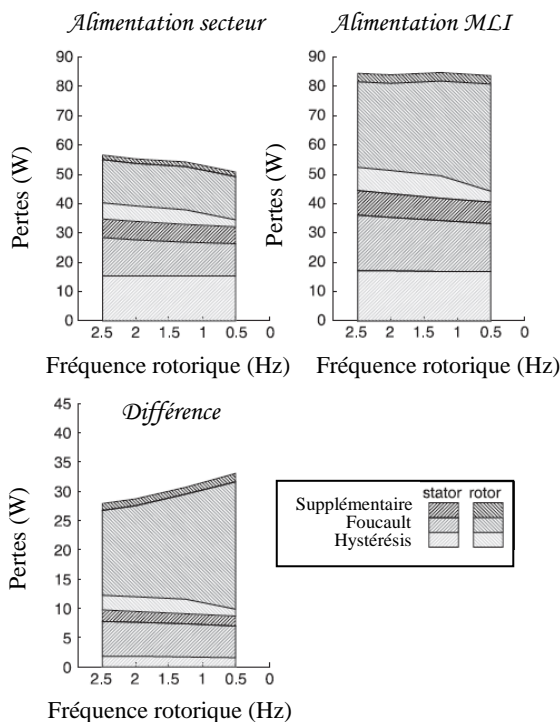 Alimentation secteur
Pertes (W)
90
80
70
60
50
40
30
20
10
0
2.5 2 1.5 1 0.5 0
Fréquence rotorique (Hz)
Alimentation MLI
Pertes (W)
90
80
70
60
50
40
30
20
10
0
2.5 2 1.5 1 0.5 0
Fréquence rotorique (Hz)
Différence
Pertes (W)
45
40
35
30
25
20
15
10
5
0
2.5 2 1.5 1 0.5 0
Fréquence rotorique (Hz)
stator rotor
Supplémentaire
Foucault
Hystérésis